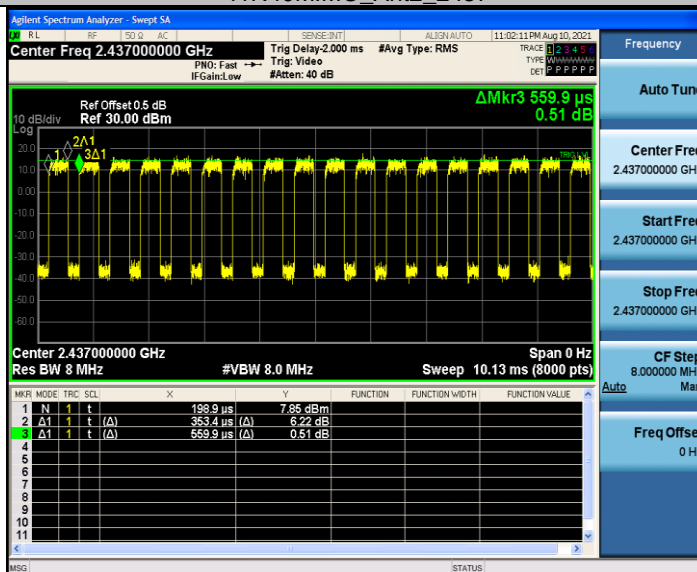 Agilent Spectrum Analyzer - Swept SA
RL RF 50 Ω AC SENSE:INT ALIGN AUTO 11:02:11 PM Aug 10, 2021
Center Freq 2.437000000 GHz
PNO: Fast
IFGain:Low
Trig Delay-2.000 ms
Trig: Video
#Atten: 40 dB
#Avg Type: RMS
TRACE 1 2 3 4 5 6
TYPE W
DET P P P P P P
Frequency
Auto Tun
Ref Offset 0.5 dB
Ref 30.00 dBm
10 dB/div
Log
ΔMkr3 559.9 µs
0.51 dB
20.0
10.0
0.00
-10.0
-20.0
-30.0
-40.0
-50.0
-60.0
1
2Δ1
3Δ1
Center Fre
2.437000000 GH
Start Fre
2.437000000 GH
Stop Fre
2.437000000 GH
CF Ste
8.000000 MH
Auto Ma
Freq Offse
0 H
Center 2.437000000 GHz Span 0 Hz
Res BW 8 MHz #VBW 8.0 MHz Sweep 10.13 ms (8000 pts)
MKR MODE TRC SCL X Y FUNCTION FUNCTION WIDTH FUNCTION VALUE
1 N 1 t 198.9 µs 7.85 dBm
2 Δ1 1 t (Δ) 353.4 µs (Δ) 6.22 dB
3 Δ1 1 t (Δ) 559.9 µs (Δ) 0.51 dB
4
5
6
7
8
9
10
11
MSG STATUS